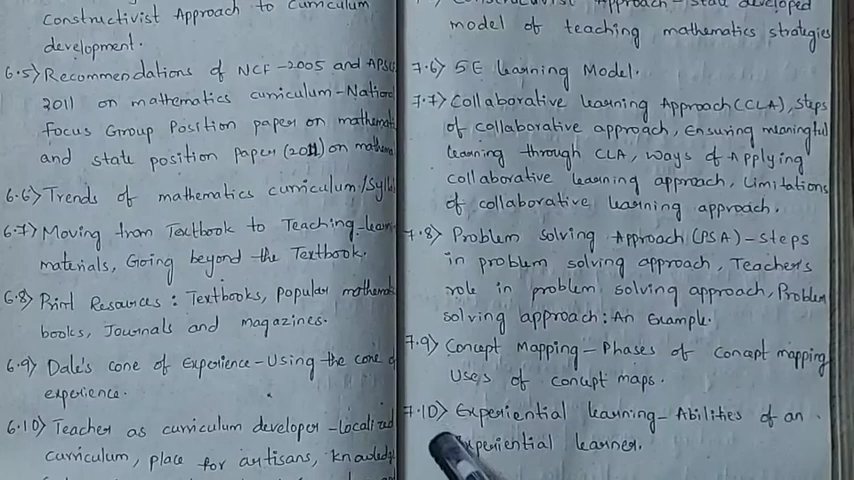 Constructivist Approach to Curriculum
development.
6.5) Recommendations of NCF-2005 and APSC
2011 on mathematics curriculum-Nation
Focus Group Position paper on mathemat
and state position Paper (2011) on mathem
6.6) Trends of mathematics curriculum/Syll
6.7) Moving from Textbook to Teaching-learn
materials, Going beyond the Textbook.
6.8) Print Resources: Textbooks, popular mathemat
books, Journals and magazines.
6.9) Dale's cone of Experience-Using the cone of
experience.
6.10) Teacher as curriculum developer-Localized
curriculum, place for artisans, knowledg
Approach-
developed
model of teaching mathematics strategies
7.6) 5E learning Model.
7.7) Collaborative learning Approach(CLA), steps
of collaborative approach, ensuring meaningful
learning through CLA, Ways of Applying
collaborative learning approach, Limitations
of collaborative learning approach.
7.8) Problem solving Approach(PSA)-steps
in problem solving approach, Teacher's
role in problem solving approach, Problem
solving approach: An Example.
7.9) Concept Mapping-Phases of concept mapping
Uses of concept maps.
7.10) Experiential learning-Abilities of an
experiential learner.